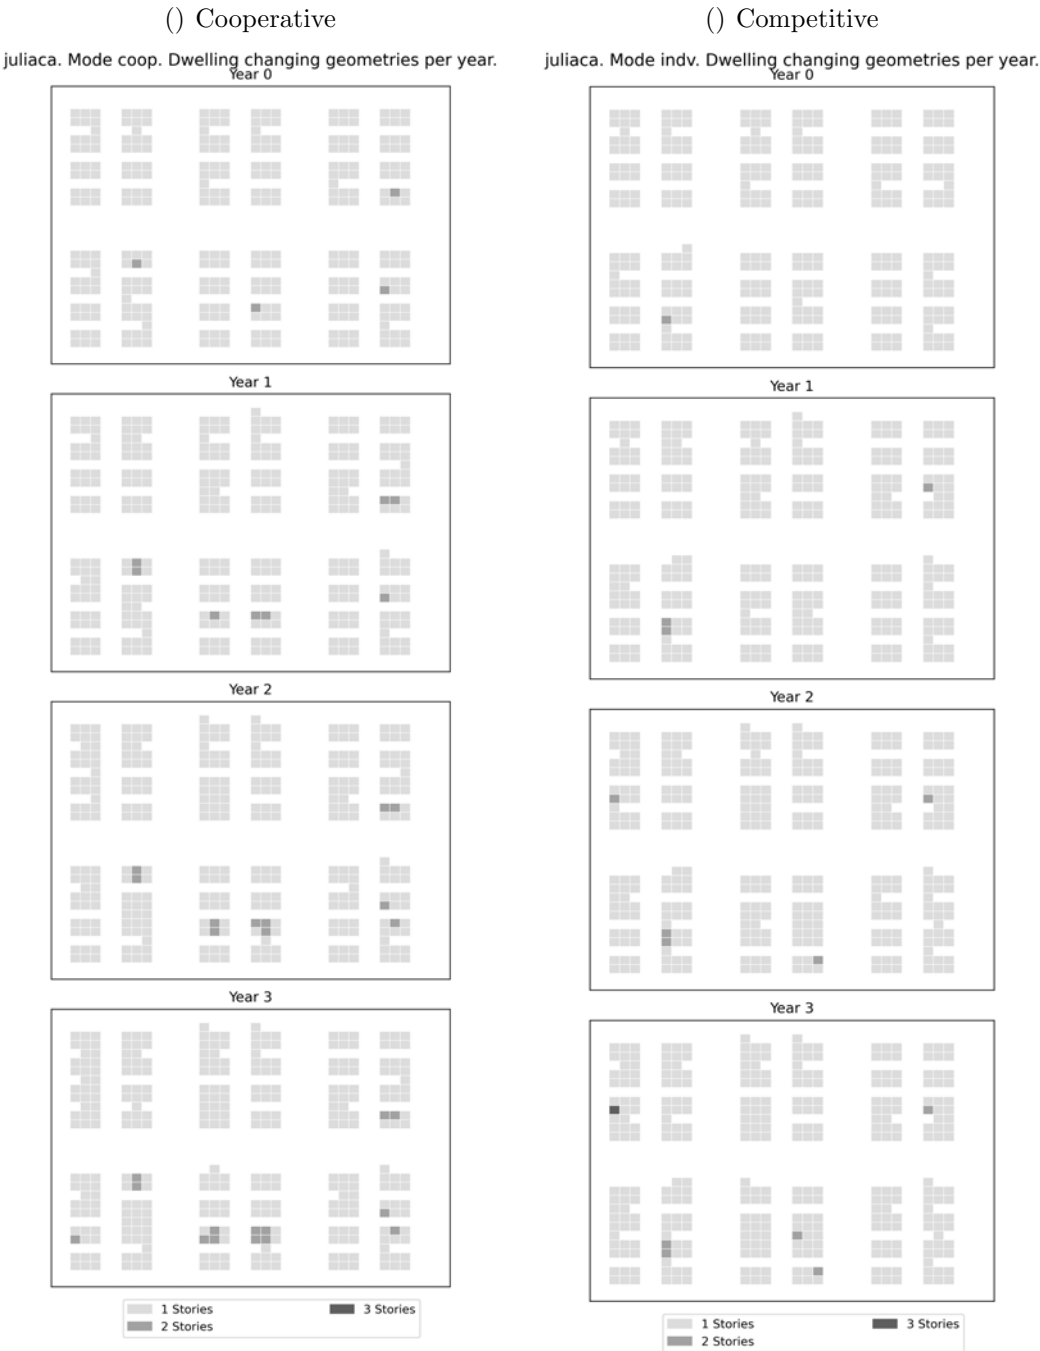 () Cooperative
juliaca. Mode coop. Dwelling changing geometries per year.
Year 0
Year 1
Year 2
Year 3
1 Stories
2 Stories
3 Stories
() Competitive
juliaca. Mode indv. Dwelling changing geometries per year.
Year 0
Year 1
Year 2
Year 3
1 Stories
2 Stories
3 Stories